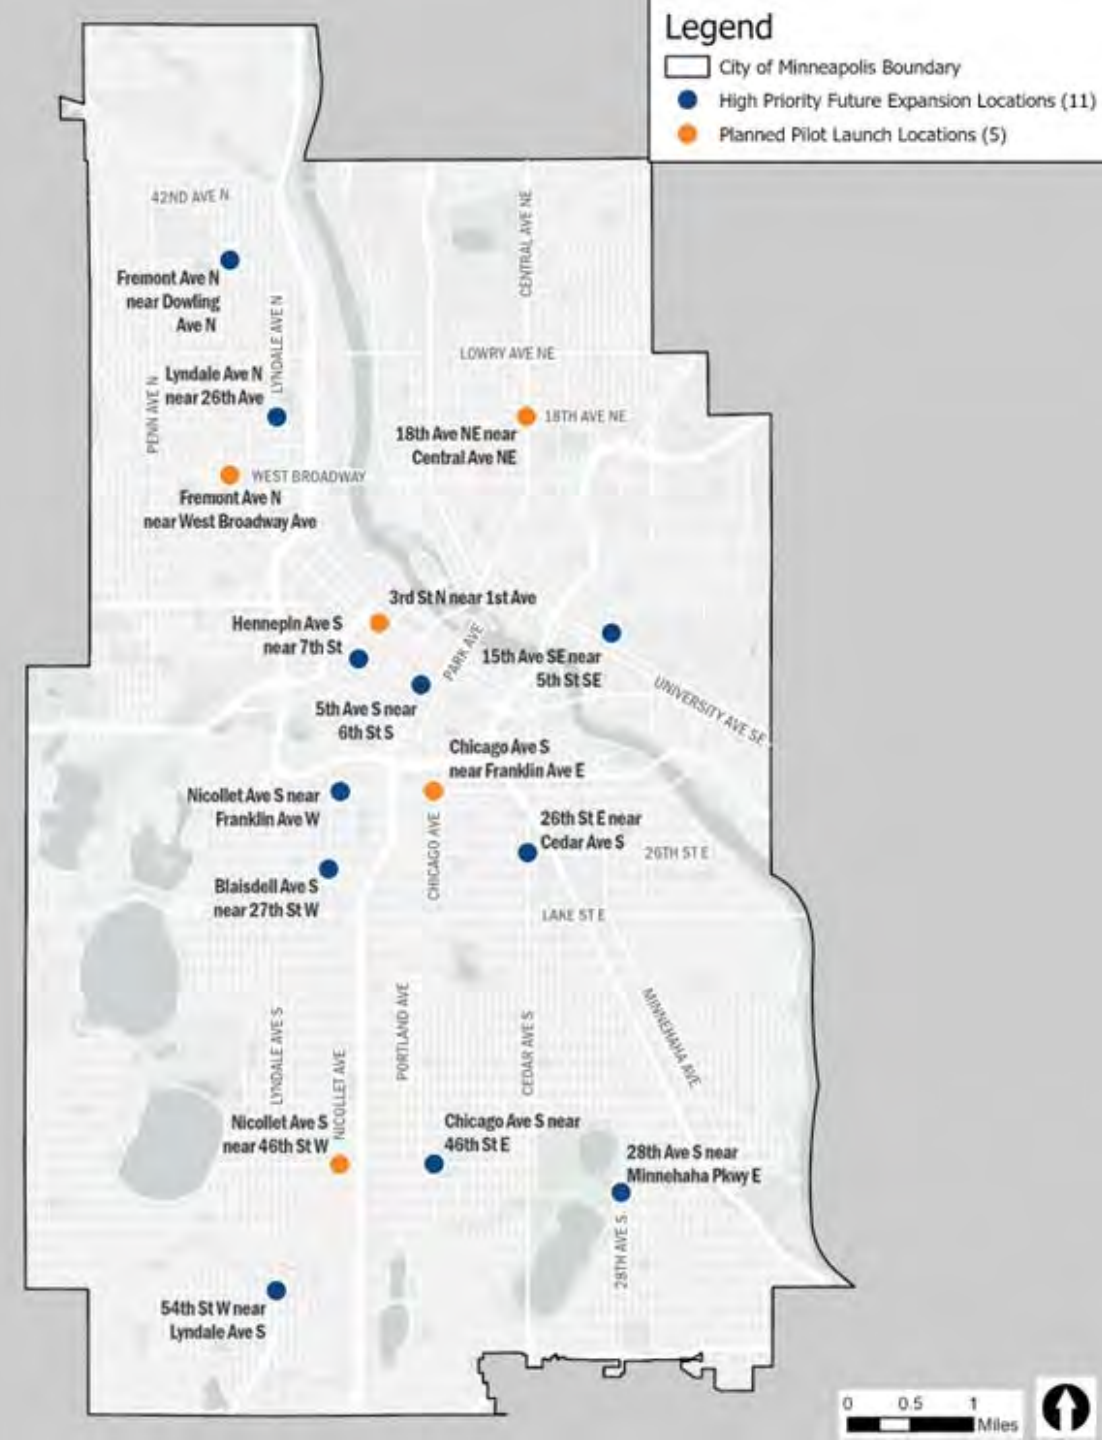 Legend
City of Minneapolis Boundary
High Priority Future Expansion Locations (11)
Planned Pilot Launch Locations (5)
42ND AVE N
CENTRAL AVE NE
Fremont Ave N
near Dowling
Ave N
LYNDALE AVE N
LOWRY AVE NE
Lyndale Ave N
near 26th Ave
PENN AVE N
18TH AVE NE
18th Ave NE near
Central Ave NE
WEST BROADWAY
Fremont Ave N
near West Broadway Ave
3rd St N near 1st Ave
Hennepin Ave S
near 7th St
PARK AVE
15th Ave SE near
5th St SE
UNIVERSITY AVE SE
5th Ave S near
6th St S
Chicago Ave S
near Franklin Ave E
Nicollet Ave S near
Franklin Ave W
CHICAGO AVE
26th St E near
Cedar Ave S
26TH ST E
Blaisdell Ave S
near 27th St W
LAKE ST E
PORTLAND AVE
MINNEHAHA AVE
LYNDALE AVE S
CEDAR AVE S
NICOLLET AVE
Nicollet Ave S
near 46th St W
Chicago Ave S near
46th St E
28th Ave S near
Minnehaha Pkwy E
28TH AVE S
54th St W near
Lyndale Ave S
0 0.5 1
Miles